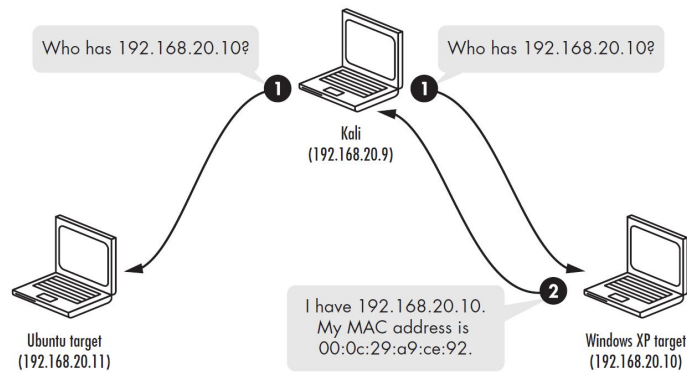 Who has 192.168.20.10?
1
Kali
(192.168.20.9)
1
Who has 192.168.20.10?
Ubuntu target
(192.168.20.11)
I have 192.168.20.10.
My MAC address is
00:0c:29:a9:ce:92.
2
Windows XP target
(192.168.20.10)